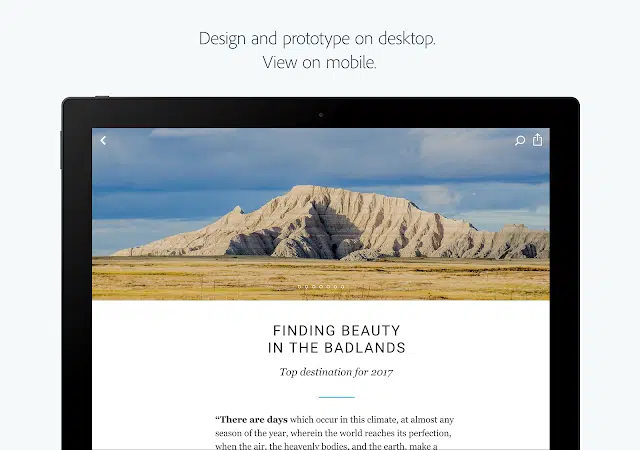 Design and prototype on desktop.
View on mobile.
FINDING BEAUTY
IN THE BADLANDS
Top destination for 2017
“There are days which occur in this climate, at almost any
season of the year, wherein the world reaches its perfection,
when the air, the heavenly bodies, and the earth, make a